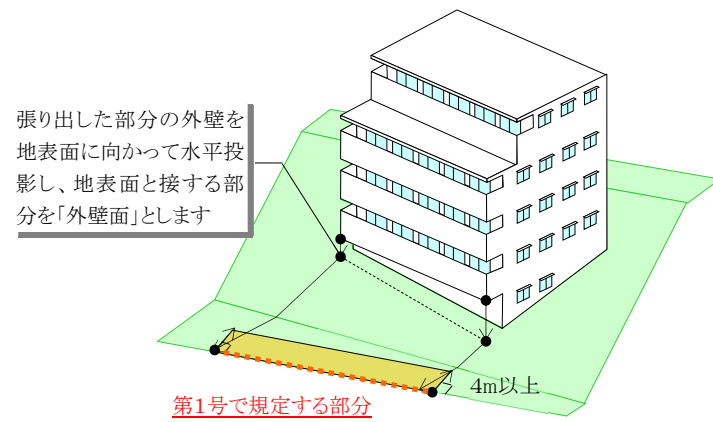 張り出した部分の外壁を
地表面に向かって水平投
影し、地表面と接する部
分を「外壁面」とします
4m以上
第1号で規定する部分